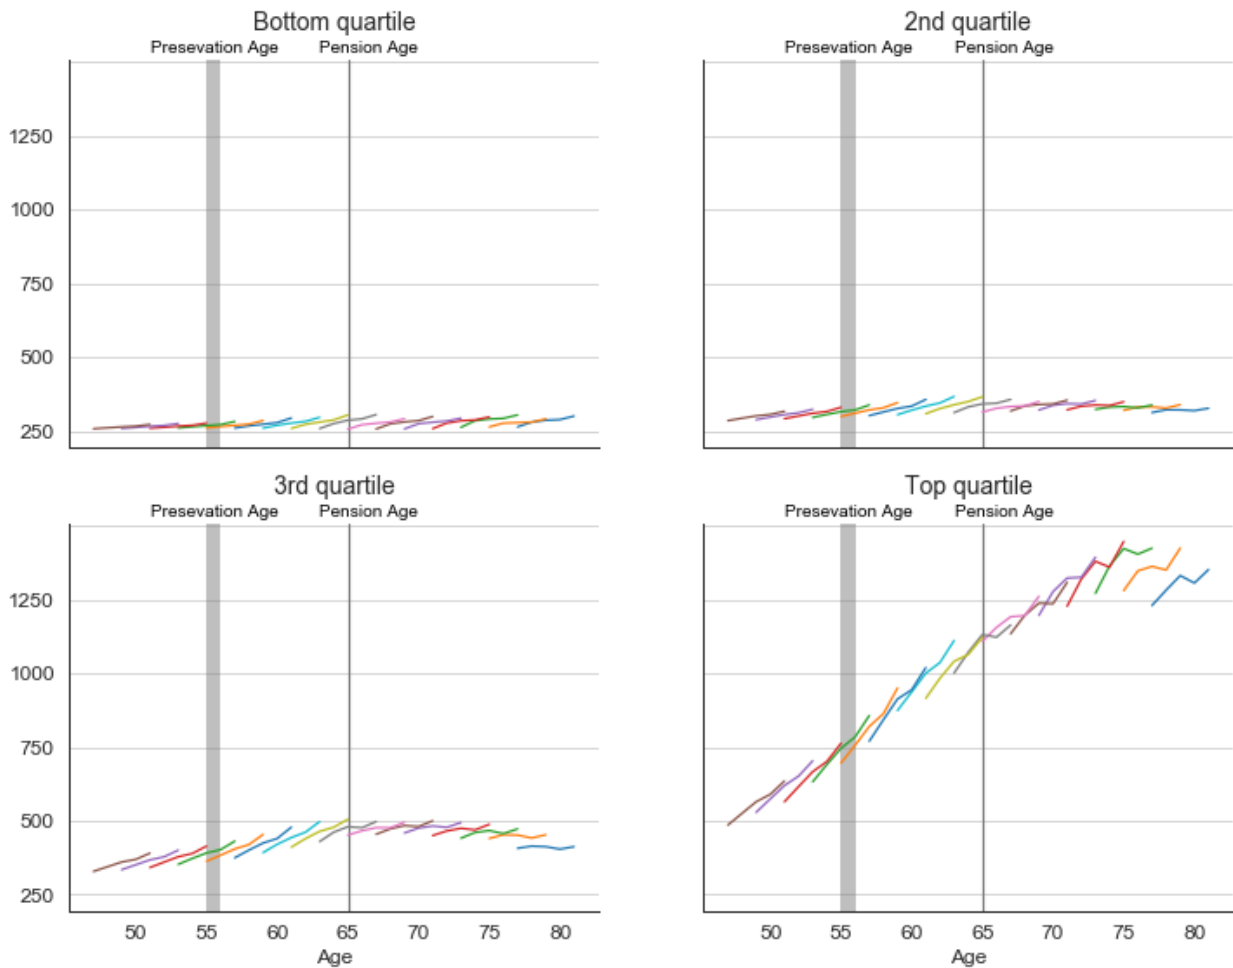 Bottom quartile
Presevation Age Pension Age
1250
1000
750
500
250
2nd quartile
Presevation Age Pension Age
3rd quartile
Presevation Age Pension Age
1250
1000
750
500
250
50 55 60 65 70 75 80
Age
Top quartile
Presevation Age Pension Age
50 55 60 65 70 75 80
Age